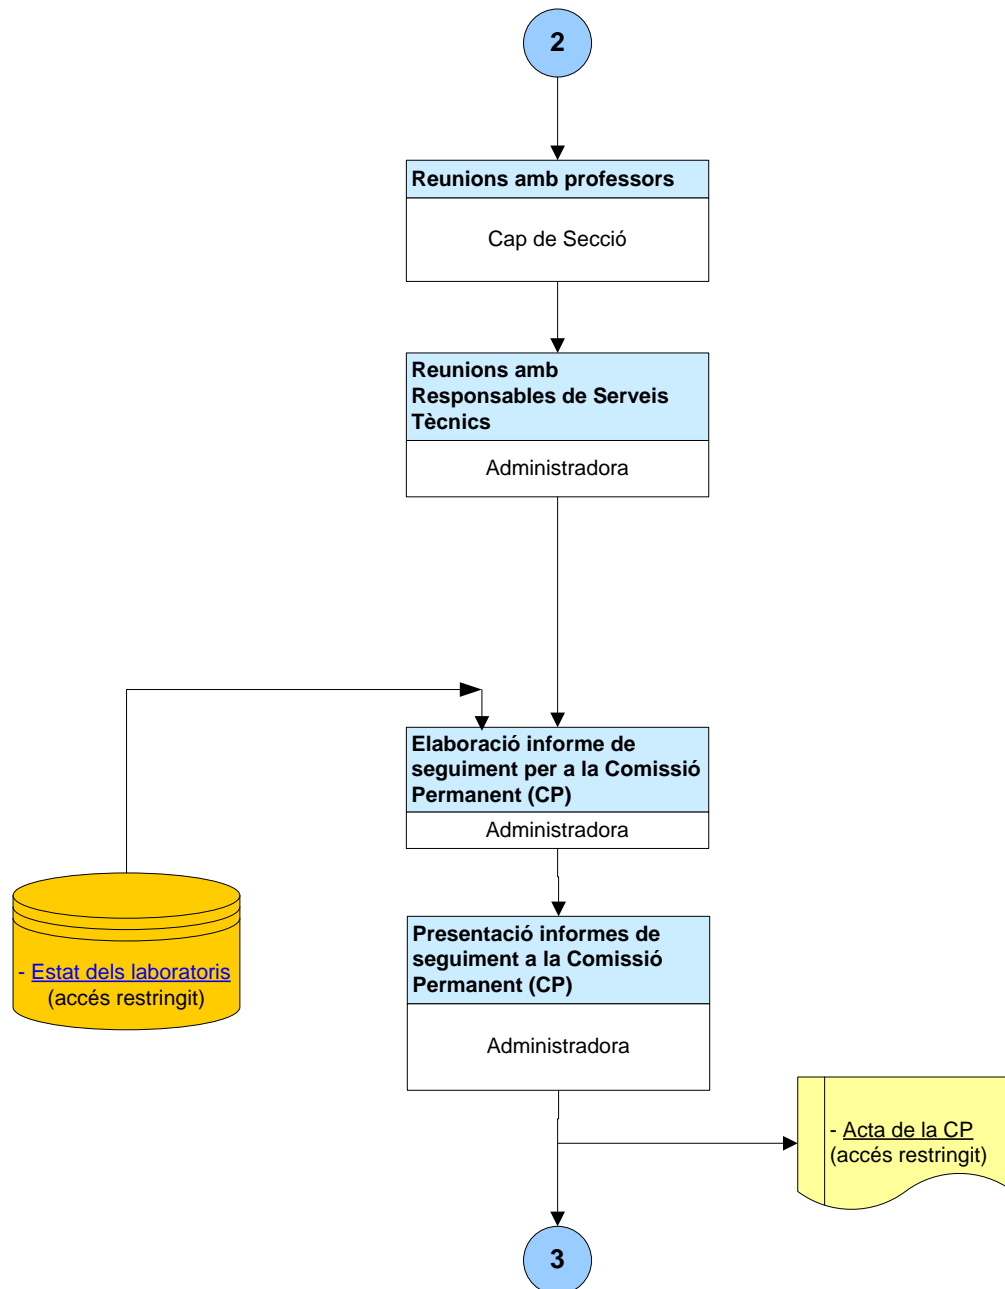 2
Reunions amb professors
Cap de Secció
Reunions amb
Responsables de Serveis
Tècnics
Administradora
Elaboració informe de
seguiment per a la Comissió
Permanent (CP)
Administradora
- Estat dels laboratoris
(accés restringit)
Presentació informes de
seguiment a la Comissió
Permanent (CP)
Administradora
- Acta de la CP
(accés restringit)
3